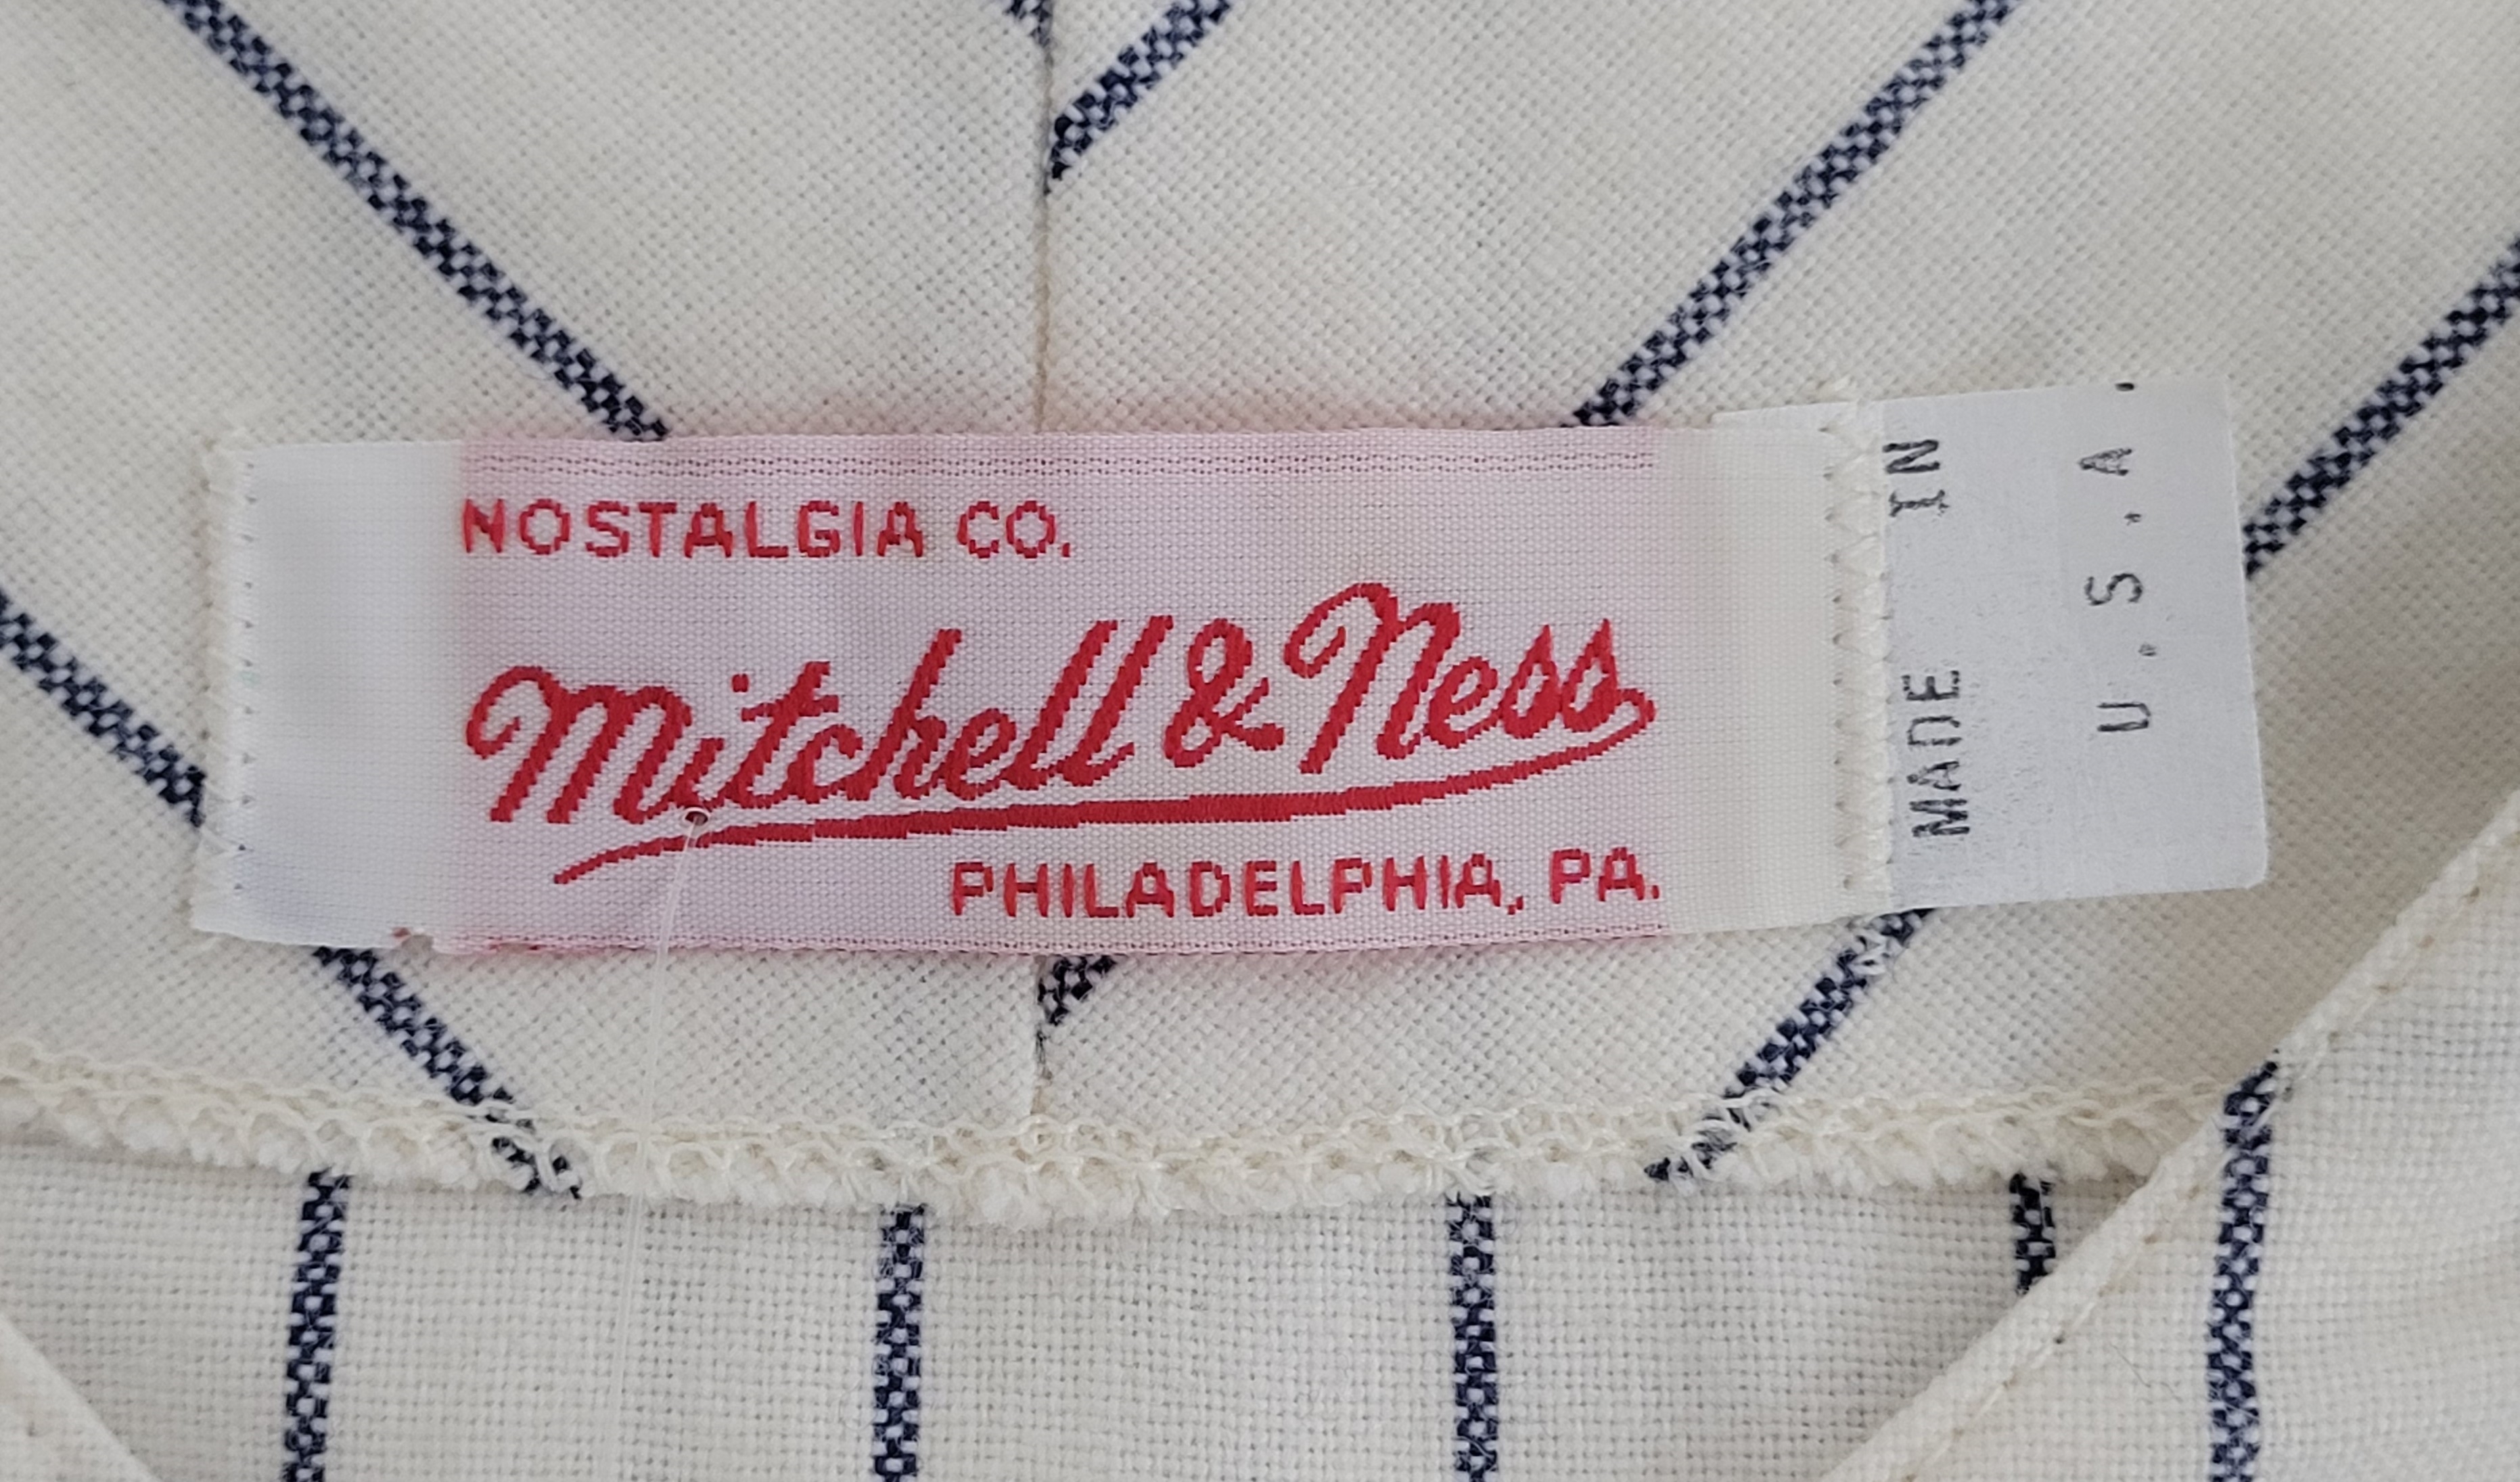 NOSTALGIA CO.
Mitchell & Ness
PHILADELPHIA, PA.
MADE IN
U.S.A.